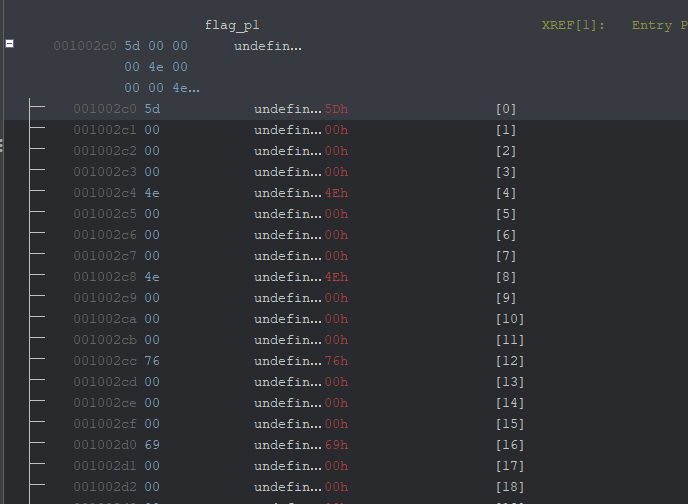 flag_p1 XREF[1]: Entry P
001002c0 5d 00 00 undefin...
00 4e 00
00 00 4e...
001002c0 5d undefin...5Dh [0]
001002c1 00 undefin...00h [1]
001002c2 00 undefin...00h [2]
001002c3 00 undefin...00h [3]
001002c4 4e undefin...4Eh [4]
001002c5 00 undefin...00h [5]
001002c6 00 undefin...00h [6]
001002c7 00 undefin...00h [7]
001002c8 4e undefin...4Eh [8]
001002c9 00 undefin...00h [9]
001002ca 00 undefin...00h [10]
001002cb 00 undefin...00h [11]
001002cc 76 undefin...76h [12]
001002cd 00 undefin...00h [13]
001002ce 00 undefin...00h [14]
001002cf 00 undefin...00h [15]
001002d0 69 undefin...69h [16]
001002d1 00 undefin...00h [17]
001002d2 00 undefin...00h [18]